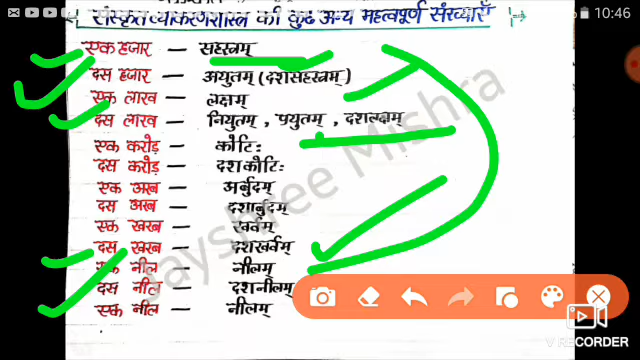 10:46
संस्कृतव्याकरणशास्त्र की कुछ अन्य महत्वपूर्ण संख्याएँ
एक हजार — सहस्त्रम्
दस हजार — अयुतम् (दशसहस्त्रम्)
एक लाख — लक्षम्
दस लाख — नियुतम् , प्रयुतम् , दशलक्षम्
एक करोड़ — कोटिः
दस करोड़ — दशकोटिः
एक अरब — अर्बुदम्
दस अरब — दशार्बुदम्
एक खरब — खर्वम्
दस खरब — दशखर्वम्
एक नील — नीलम्
दस नील — दशनीलम्
एक नील — नीलम्
Jayshree Mishra
V RECORDER